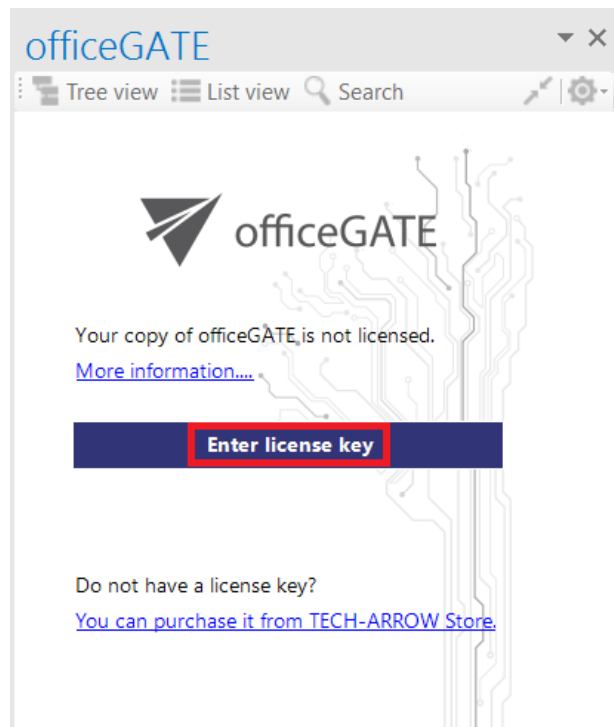 officeGATE
Tree view List view Search
officeGATE
Your copy of officeGATE is not licensed.
More information....
Enter license key
Do not have a license key?
You can purchase it from TECH-ARROW Store.